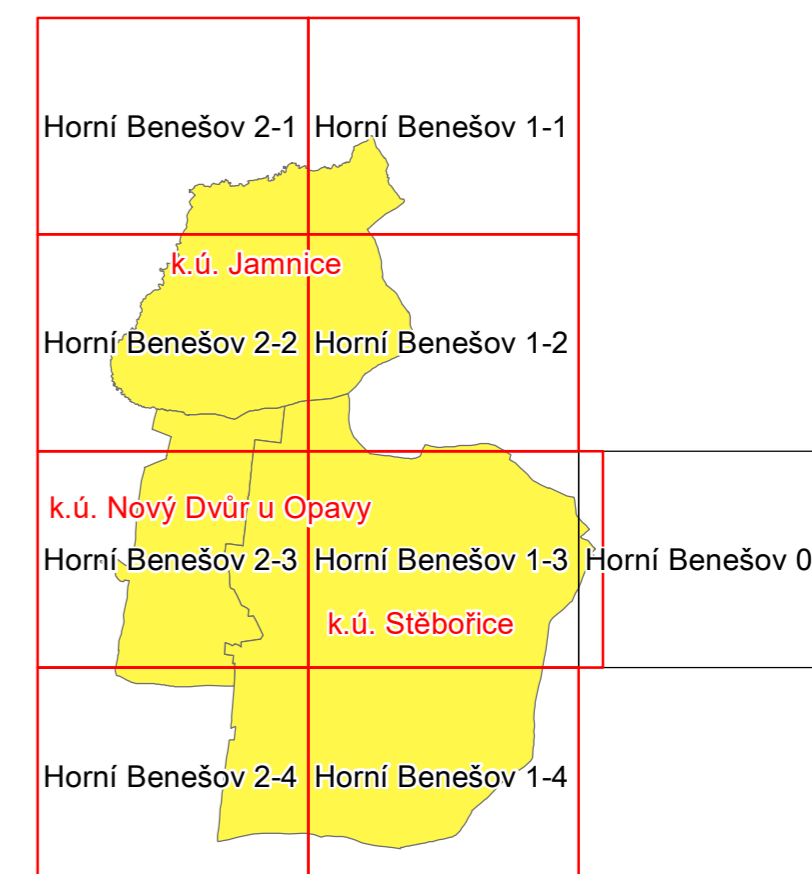 Horní Benešov 2-1
Horní Benešov 1-1
k.ú. Jamnice
Horní Benešov 2-2
Horní Benešov 1-2
k.ú. Nový Dvůr u Opavy
Horní Benešov 2-3
Horní Benešov 1-3
Horní Benešov 0
k.ú. Stěbořice
Horní Benešov 2-4
Horní Benešov 1-4